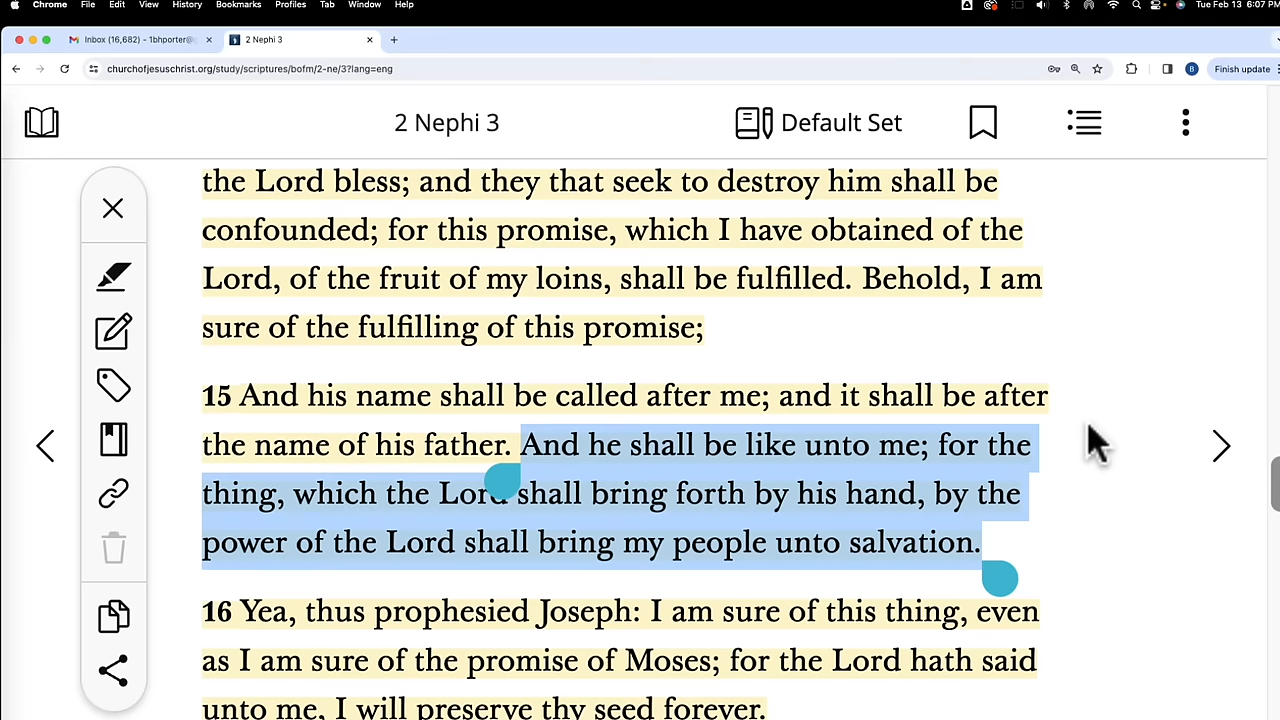 Chrome File Edit View History Bookmarks Profiles Tab Window Help Tue Feb 13 6:07 PM
Inbox (16,682) - 1bhporter@ 2 Nephi 3
churchofjesuschrist.org/study/scriptures/bofm/2-ne/3?lang=eng B Finish update
2 Nephi 3 Default Set
the Lord bless; and they that seek to destroy him shall be
confounded; for this promise, which I have obtained of the
Lord, of the fruit of my loins, shall be fulfilled. Behold, I am
sure of the fulfilling of this promise;
15 And his name shall be called after me; and it shall be after
the name of his father. And he shall be like unto me; for the
thing, which the Lord shall bring forth by his hand, by the
power of the Lord shall bring my people unto salvation.
16 Yea, thus prophesied Joseph: I am sure of this thing, even
as I am sure of the promise of Moses; for the Lord hath said
unto me, I will preserve thy seed forever.